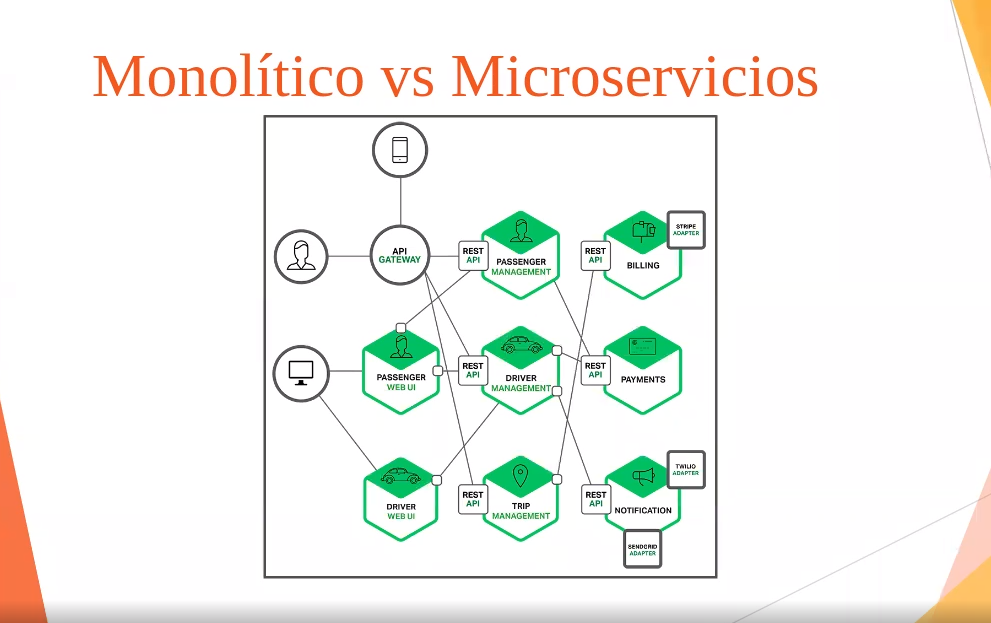 Monolítico vs Microservicios
API
GATEWAY
REST
API
PASSENGER
MANAGEMENT
REST
API
BILLING
STRIPE
ADAPTER
PASSENGER
WEB UI
REST
API
DRIVER
MANAGEMENT
REST
API
PAYMENTS
DRIVER
WEB UI
REST
API
TRIP
MANAGEMENT
REST
API
NOTIFICATION
TWILIO
ADAPTER
SENDGRID
ADAPTER